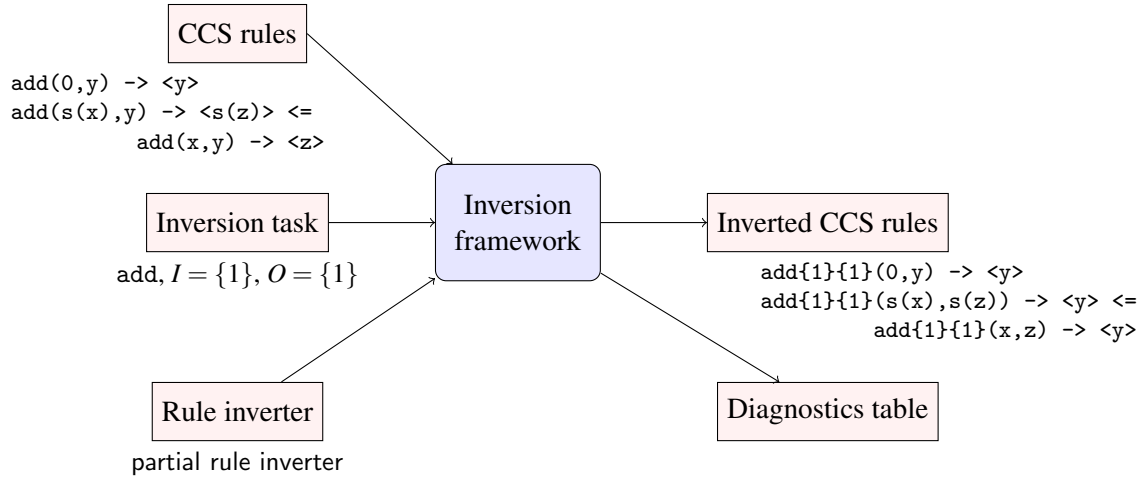 CCS rules
add(0,y) -> <y>
add(s(x),y) -> <s(z)> <=
add(x,y) -> <z>
Inversion task
add, I = {1}, O = {1}
Rule inverter
partial rule inverter
Inversion
framework
Inverted CCS rules
add{1}{1}(0,y) -> <y>
add{1}{1}(s(x),s(z)) -> <y> <=
add{1}{1}(x,z) -> <y>
Diagnostics table